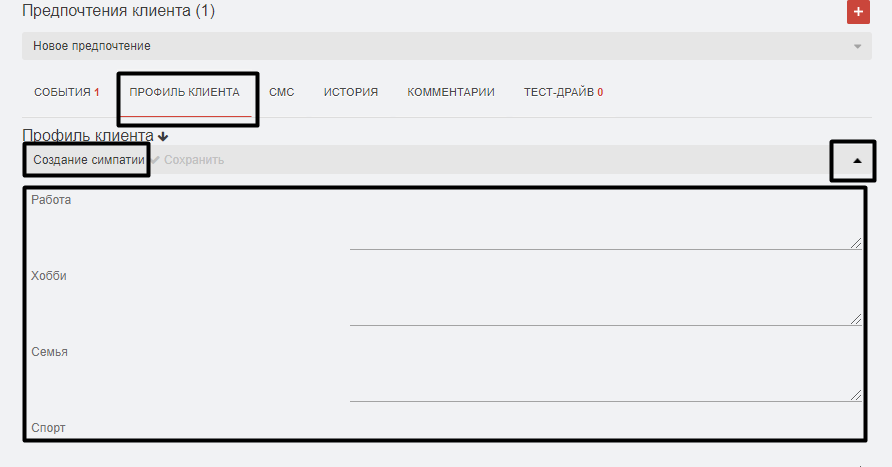 Предпочтения клиента (1)
Новое предпочтение
СОБЫТИЯ 1 ПРОФИЛЬ КЛИЕНТА СМС ИСТОРИЯ КОММЕНТАРИИ ТЕСТ-ДРАЙВ 0
Профиль клиента
Создание симпатии Сохранить
Работа
Хобби
Семья
Спорт